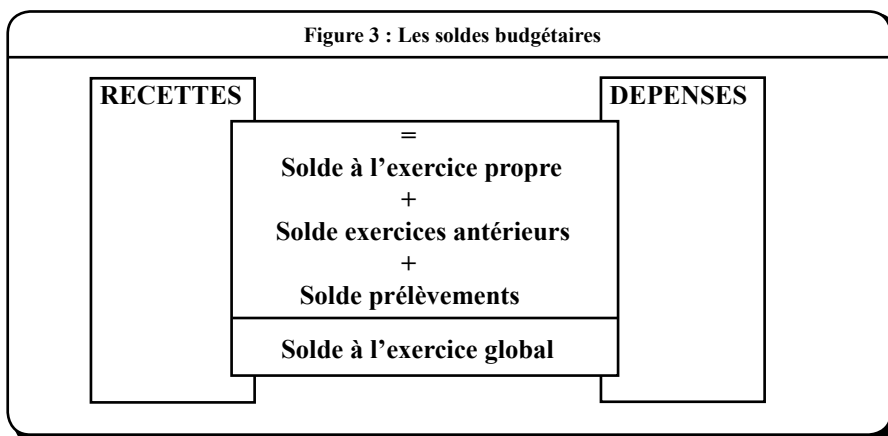 Figure 3 : Les soldes budgétaires
RECETTES
DEPENSES
=
Solde à l’exercice propre
+
Solde exercices antérieurs
+
Solde prélèvements
Solde à l’exercice global